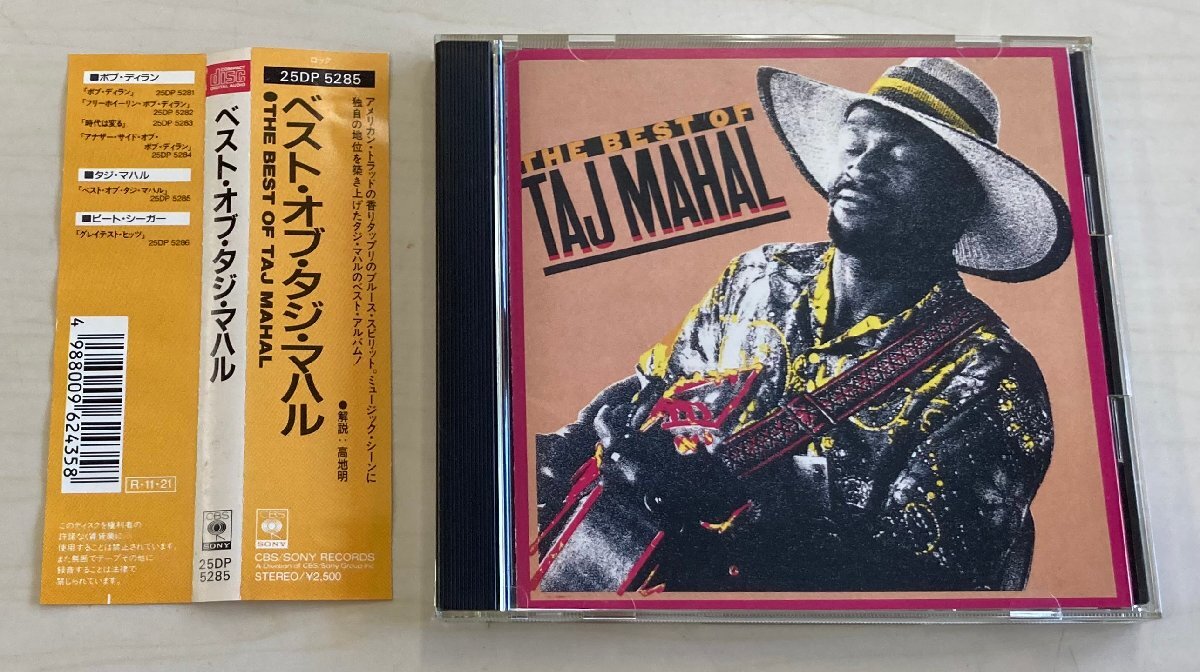 ■ボブ・ディラン
「ボブ・ディラン」 25DP 5281
「フリーホイーリン・ボブ・ディラン」
25DP 5282
「時代は変る」 25DP 5283
「アナザー・サイド・オブ・
ボブ・ディラン」
25DP 5284
■タジ・マハル
「ベスト・オブ・タジ・マハル」 25DP 5285
■ピート・シーガー
「グレイテスト・ヒッツ」
25DP 5286
4988009624358
R-11・21
このディスクを権利者の
許諾なく賃貸業に
使用することは禁止されています。
また無断でテープその他に
録音することは法律で
禁じられています。
COMPACT
disc
DIGITAL AUDIO
ベスト・オブ・タジ・マハル
CBS
SONY
25DP
5285
ロック
25DP 5285
アメリカン・トラッドの香りタップリのブルース・スピリット。ミュージック・シーンに
独自の地位を築き上げたタジ・マハルのベスト・アルバム!
ベスト・オブ・タジ・マハル
●THE BEST OF TAJ MAHAL
●解説:高地明
CBS
SONY
CBS/SONY RECORDS
A Division of CBS/Sony Group Inc.
STEREO/¥2,500
THE BEST OF
TAJ MAHAL